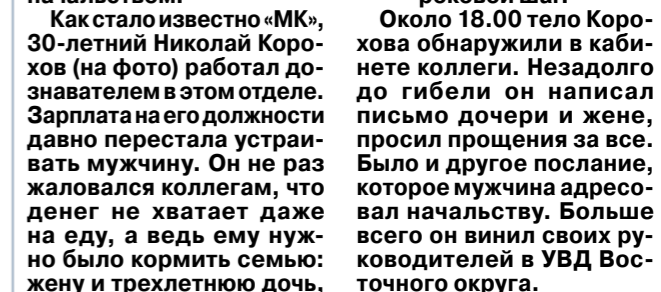 начальством.
Как стало известно «МК»,
30-летний Николай Коро-
хов (на фото) работал до-
знавателем в этом отделе.
Зарплата на его должности
давно перестала устраи-
вать мужчину. Он не раз
жаловался коллегам, что
денег не хватает даже
на еду, а ведь ему нуж-
но было кормить семью:
жену и трехлетнюю дочь,
роковой шаг.
Около 18.00 тело Коро-
хова обнаружили в каби-
нете коллеги. Незадолго
до гибели он написал
письмо дочери и жене,
просил прощения за все.
Было и другое послание,
которое мужчина адресо-
вал начальству. Больше
всего он винил своих ру-
ководителей в УВД Вос-
точного округа.